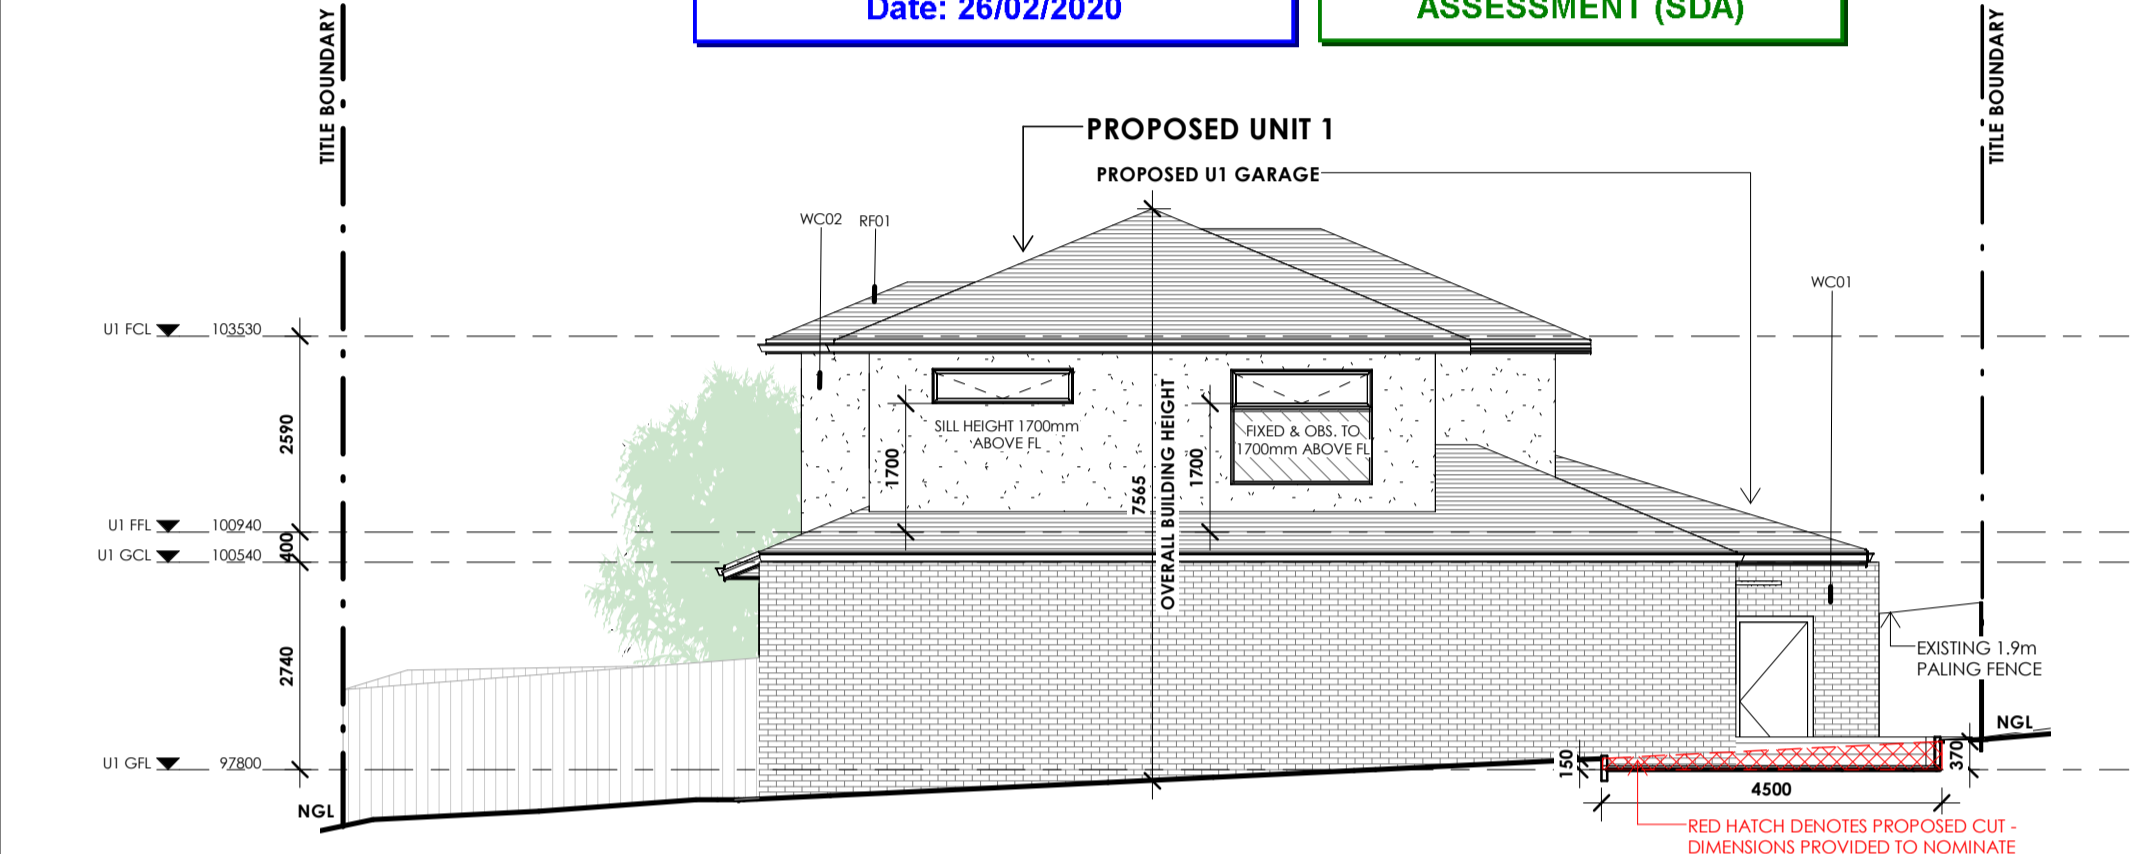 Date: 26/02/2020
ASSESSMENT (SDA)
TITLE BOUNDARY
TITLE BOUNDARY
PROPOSED UNIT 1
PROPOSED U1 GARAGE
WC02
RF01
WC01
U1 FCL
103530
2590
SILL HEIGHT 1700mm
ABOVE FL
1700
7565
OVERALL BUILDING HEIGHT
1700
FIXED & OBS. TO
1700mm ABOVE FL
U1 FFL
100940
400
U1 GCL
100540
2740
EXISTING 1.9m
PALING FENCE
NGL
U1 GFL
97800
150
370
4500
NGL
RED HATCH DENOTES PROPOSED CUT -
DIMENSIONS PROVIDED TO NOMINATE